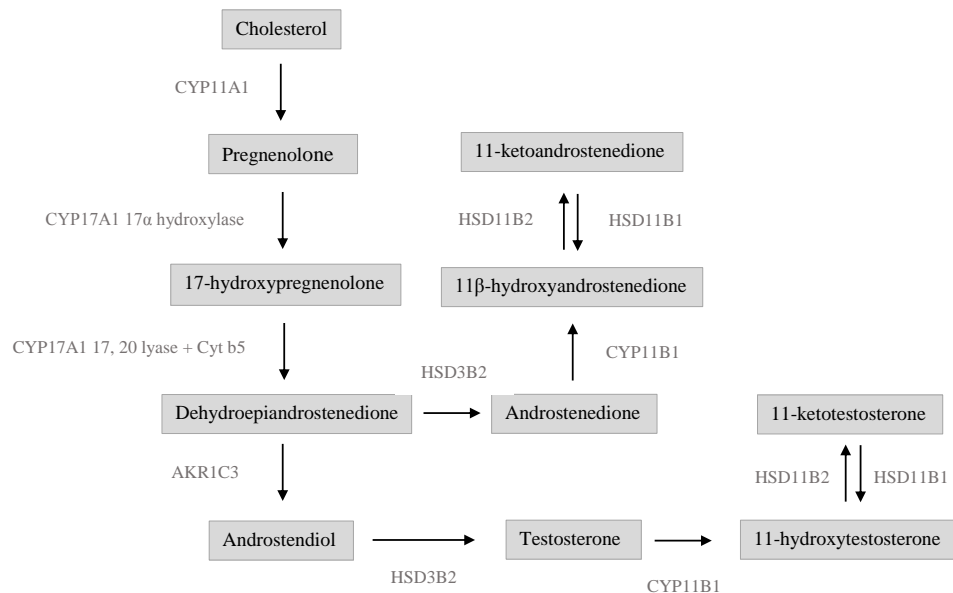 Cholesterol
CYP11A1
Pregnenolone
11-ketoandrostenedione
CYP17A1 17α hydroxylase
HSD11B2
HSD11B1
17-hydroxypregnenolone
11β-hydroxyandrostenedione
CYP17A1 17, 20 lyase + Cyt b5
CYP11B1
HSD3B2
Dehydroepiandrostenedione
Androstenedione
11-ketotestosterone
AKR1C3
HSD11B2
HSD11B1
Androstendiol
Testosterone
11-hydroxytestosterone
HSD3B2
CYP11B1